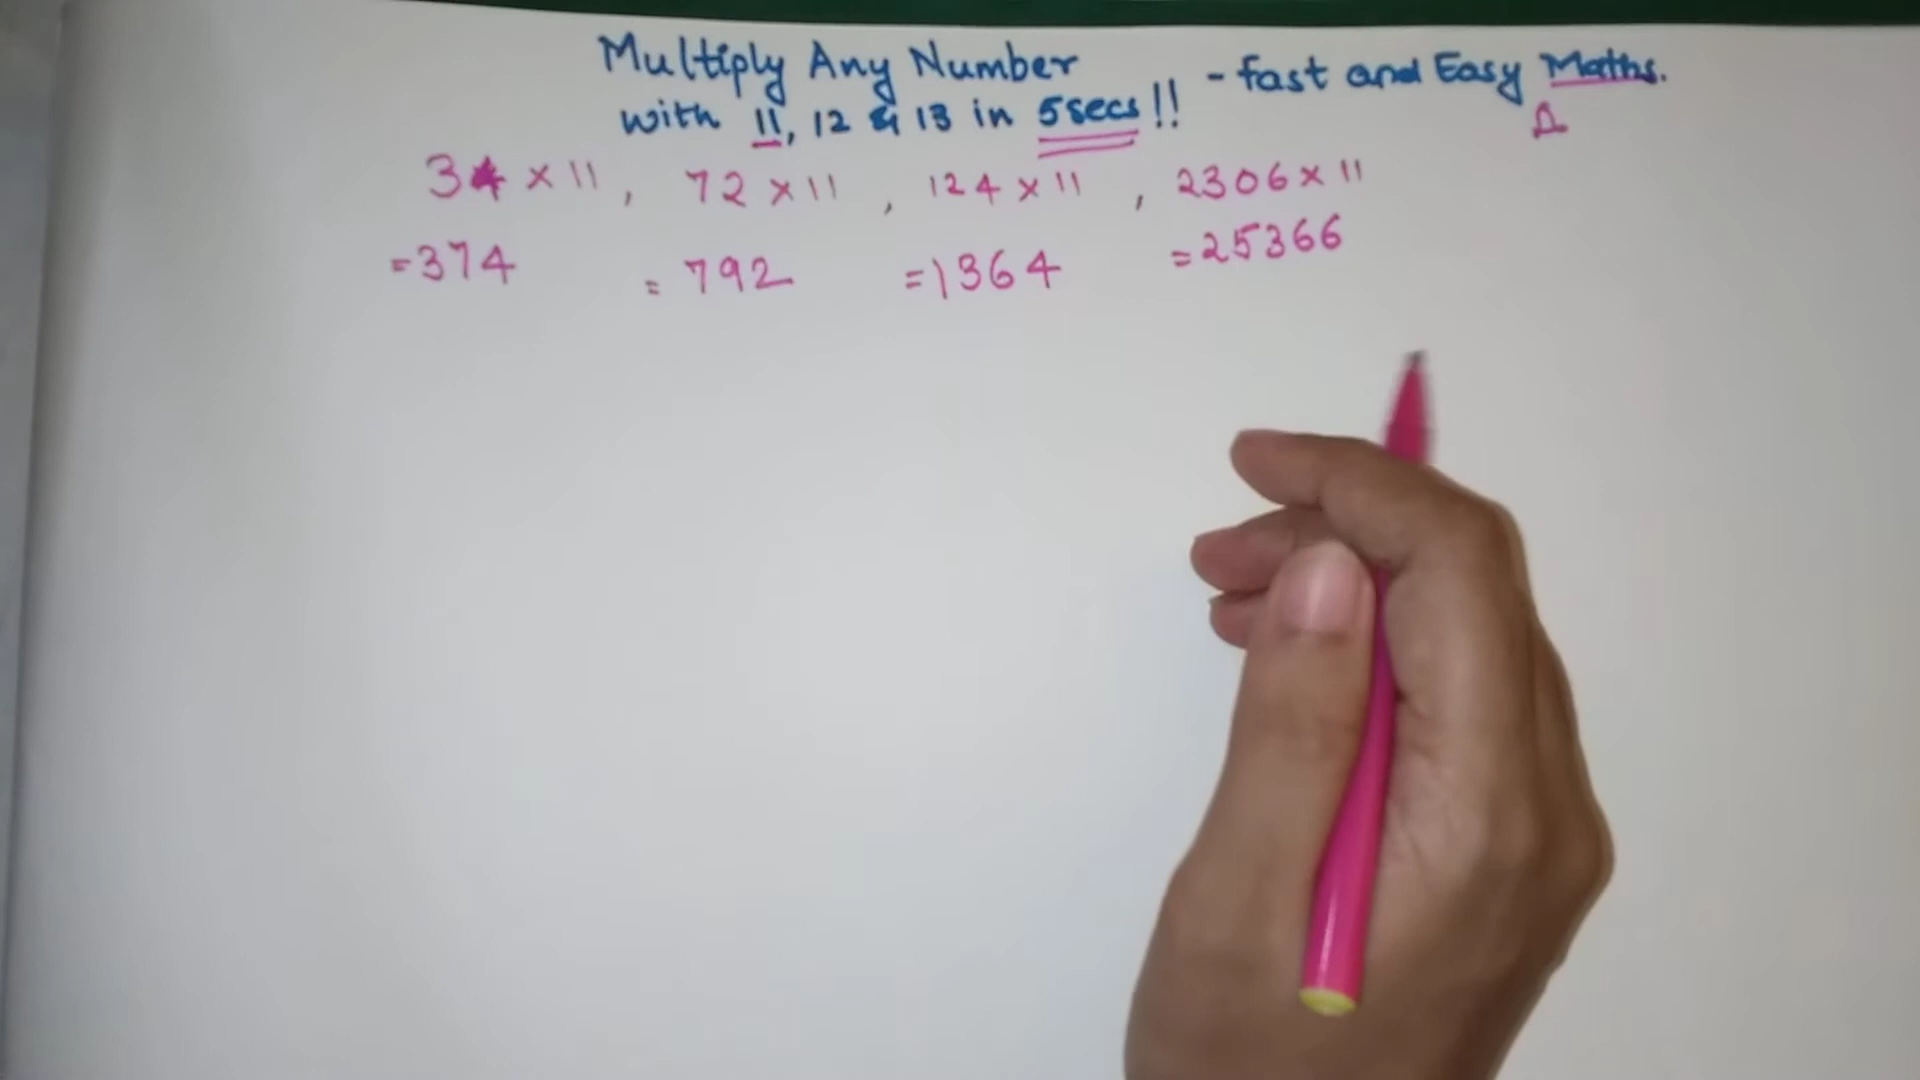 Multiply Any Number - fast and Easy Maths.
with 11, 12 & 13 in 5secs!!
34 x 11, 72 x 11, 124 x 11, 2306 x 11
=374 = 792 =1364 =25366